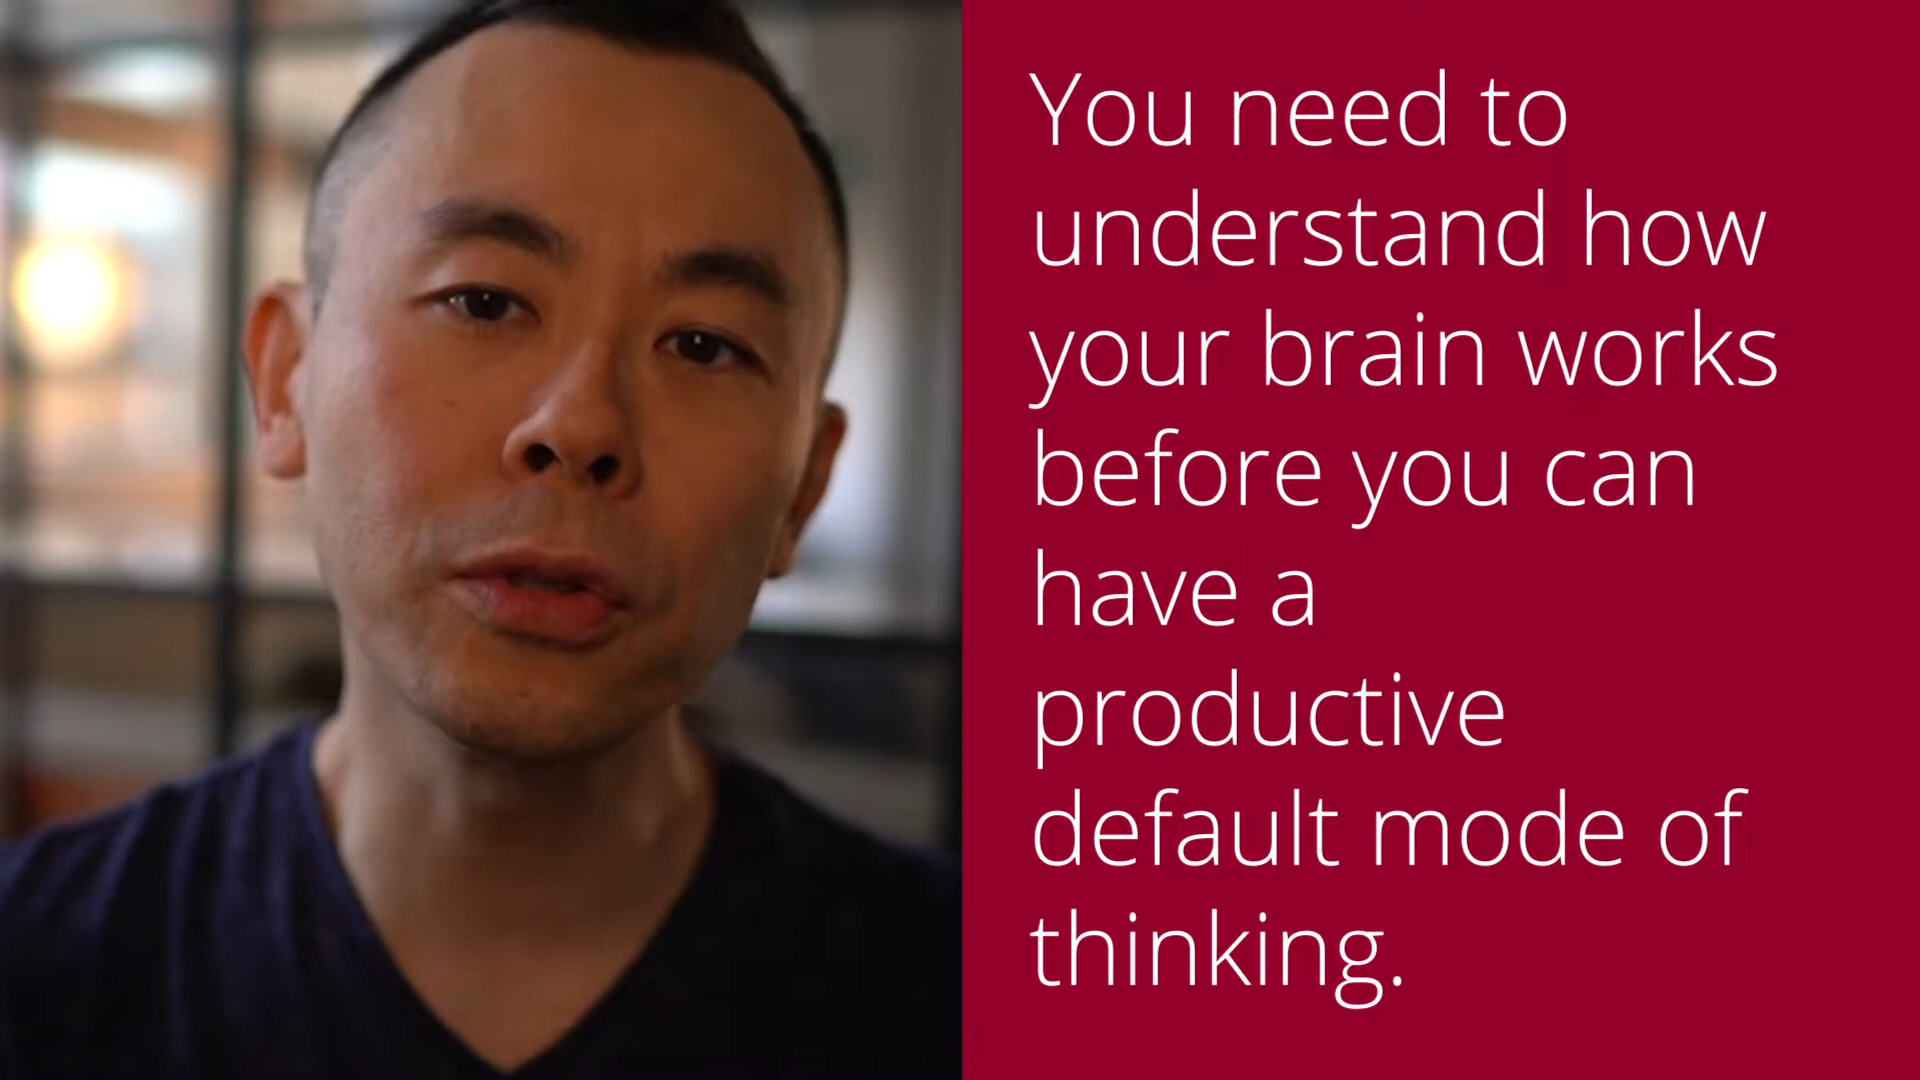 You need to
understand how
your brain works
before you can
have a
productive
default mode of
thinking.